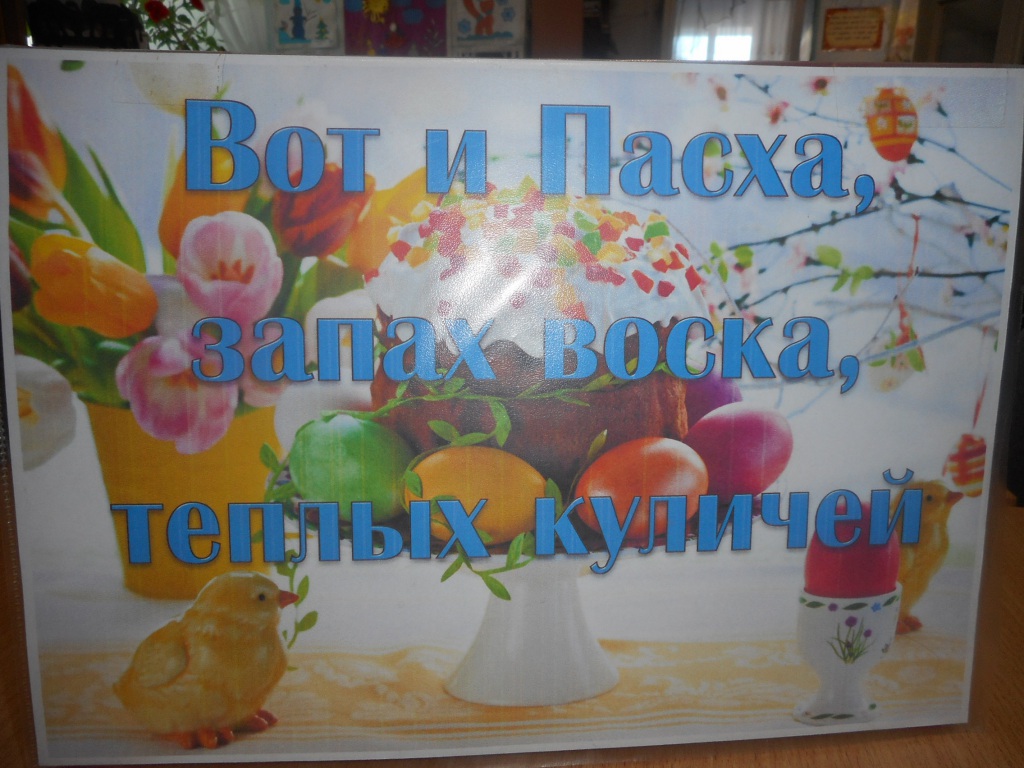 Вот и Пасха,
запах воска,
теплых куличей